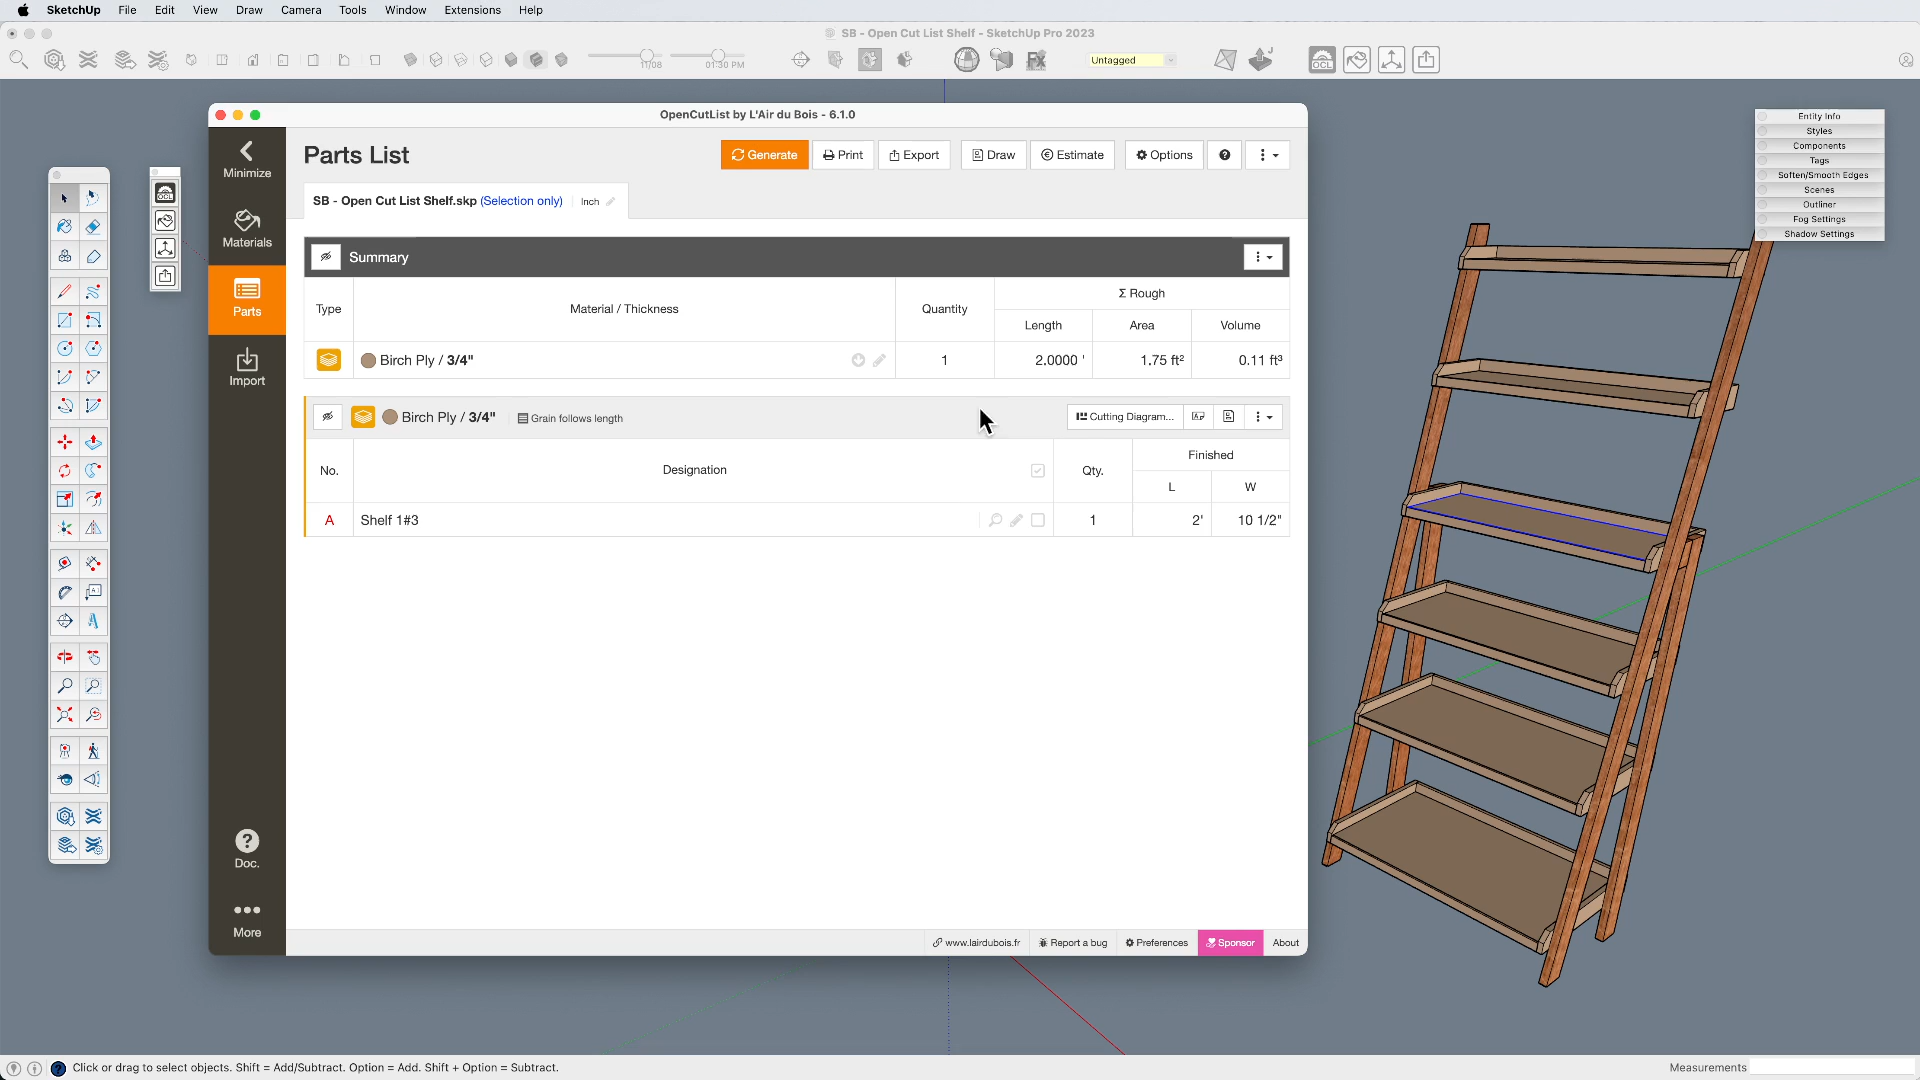 SketchUp File Edit View Draw Camera Tools Window Extensions Help
SB - Open Cut List Shelf - SketchUp Pro 2023
11/08 01:30 PM Untagged OCL
OpenCutList by L'Air du Bois - 6.1.0
Minimize
Materials
Parts
Import
Doc.
More
Parts List
Generate Print Export Draw Estimate Options
SB - Open Cut List Shelf.skp (Selection only) Inch
Summary
Type Material / Thickness Quantity Σ Rough
Length Area Volume
Birch Ply / 3/4" 1 2.0000 ' 1.75 ft² 0.11 ft³
Birch Ply / 3/4" Grain follows length Cutting Diagram...
No. Designation Qty. Finished
L W
A Shelf 1#3 1 2' 10 1/2"
www.lairdubois.fr Report a bug Preferences Sponsor About
Entity Info
Styles
Components
Tags
Soften/Smooth Edges
Scenes
Outliner
Fog Settings
Shadow Settings
Click or drag to select objects. Shift = Add/Subtract. Option = Add. Shift + Option = Subtract.
Measurements